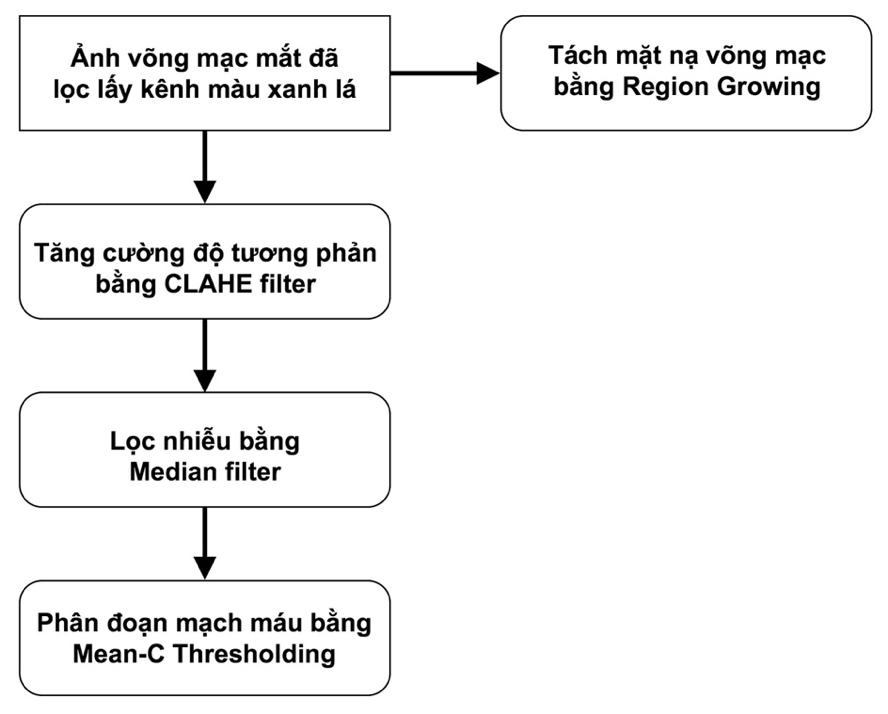 Ảnh võng mạc mắt đã
lọc lấy kênh màu xanh lá
Tách mặt nạ võng mạc
bằng Region Growing
Tăng cường độ tương phản
bằng CLAHE filter
Lọc nhiễu bằng
Median filter
Phân đoạn mạch máu bằng
Mean-C Thresholding